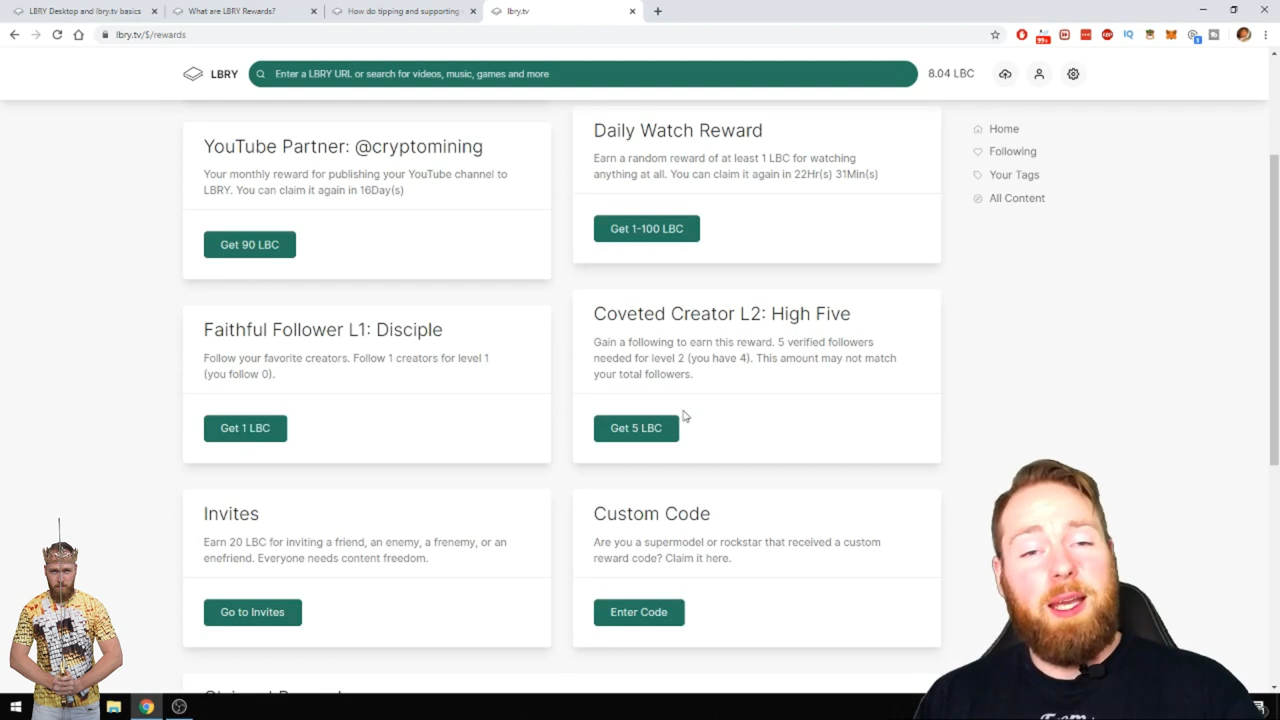 LBRY Desktop and lbry.tv basics
What are LBRY Rewards?
How do tipping and supporting
lbry.tv
lbry.tv/$/rewards
99+
IQ
ABP
1
LBRY
Enter a LBRY URL or search for videos, music, games and more
8.04 LBC
YouTube Partner: @cryptomining
Your monthly reward for publishing your YouTube channel to
LBRY. You can claim it again in 16Day(s)
Get 90 LBC
Daily Watch Reward
Earn a random reward of at least 1 LBC for watching
anything at all. You can claim it again in 22Hr(s) 31Min(s)
Get 1-100 LBC
Home
Following
Your Tags
All Content
Faithful Follower L1: Disciple
Follow your favorite creators. Follow 1 creators for level 1
(you follow 0).
Get 1 LBC
Coveted Creator L2: High Five
Gain a following to earn this reward. 5 verified followers
needed for level 2 (you have 4). This amount may not match
your total followers.
Get 5 LBC
Invites
Earn 20 LBC for inviting a friend, an enemy, a frenemy, or an
enefriend. Everyone needs content freedom.
Go to Invites
Custom Code
Are you a supermodel or rockstar that received a custom
reward code? Claim it here.
Enter Code